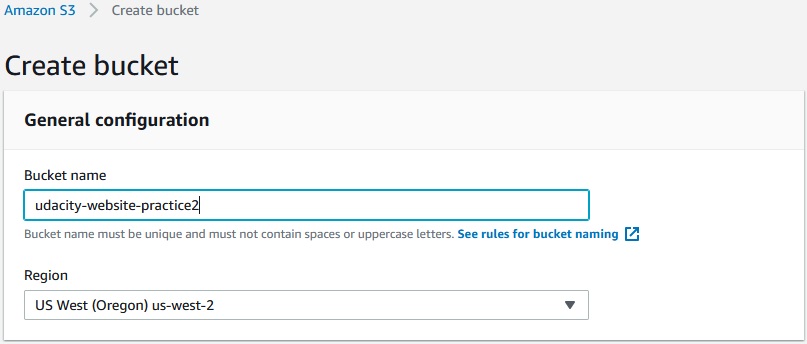 Amazon S3 > Create bucket
Create bucket
General configuration
Bucket name
udacity-website-practice2
Bucket name must be unique and must not contain spaces or uppercase letters. See rules for bucket naming
Region
US West (Oregon) us-west-2